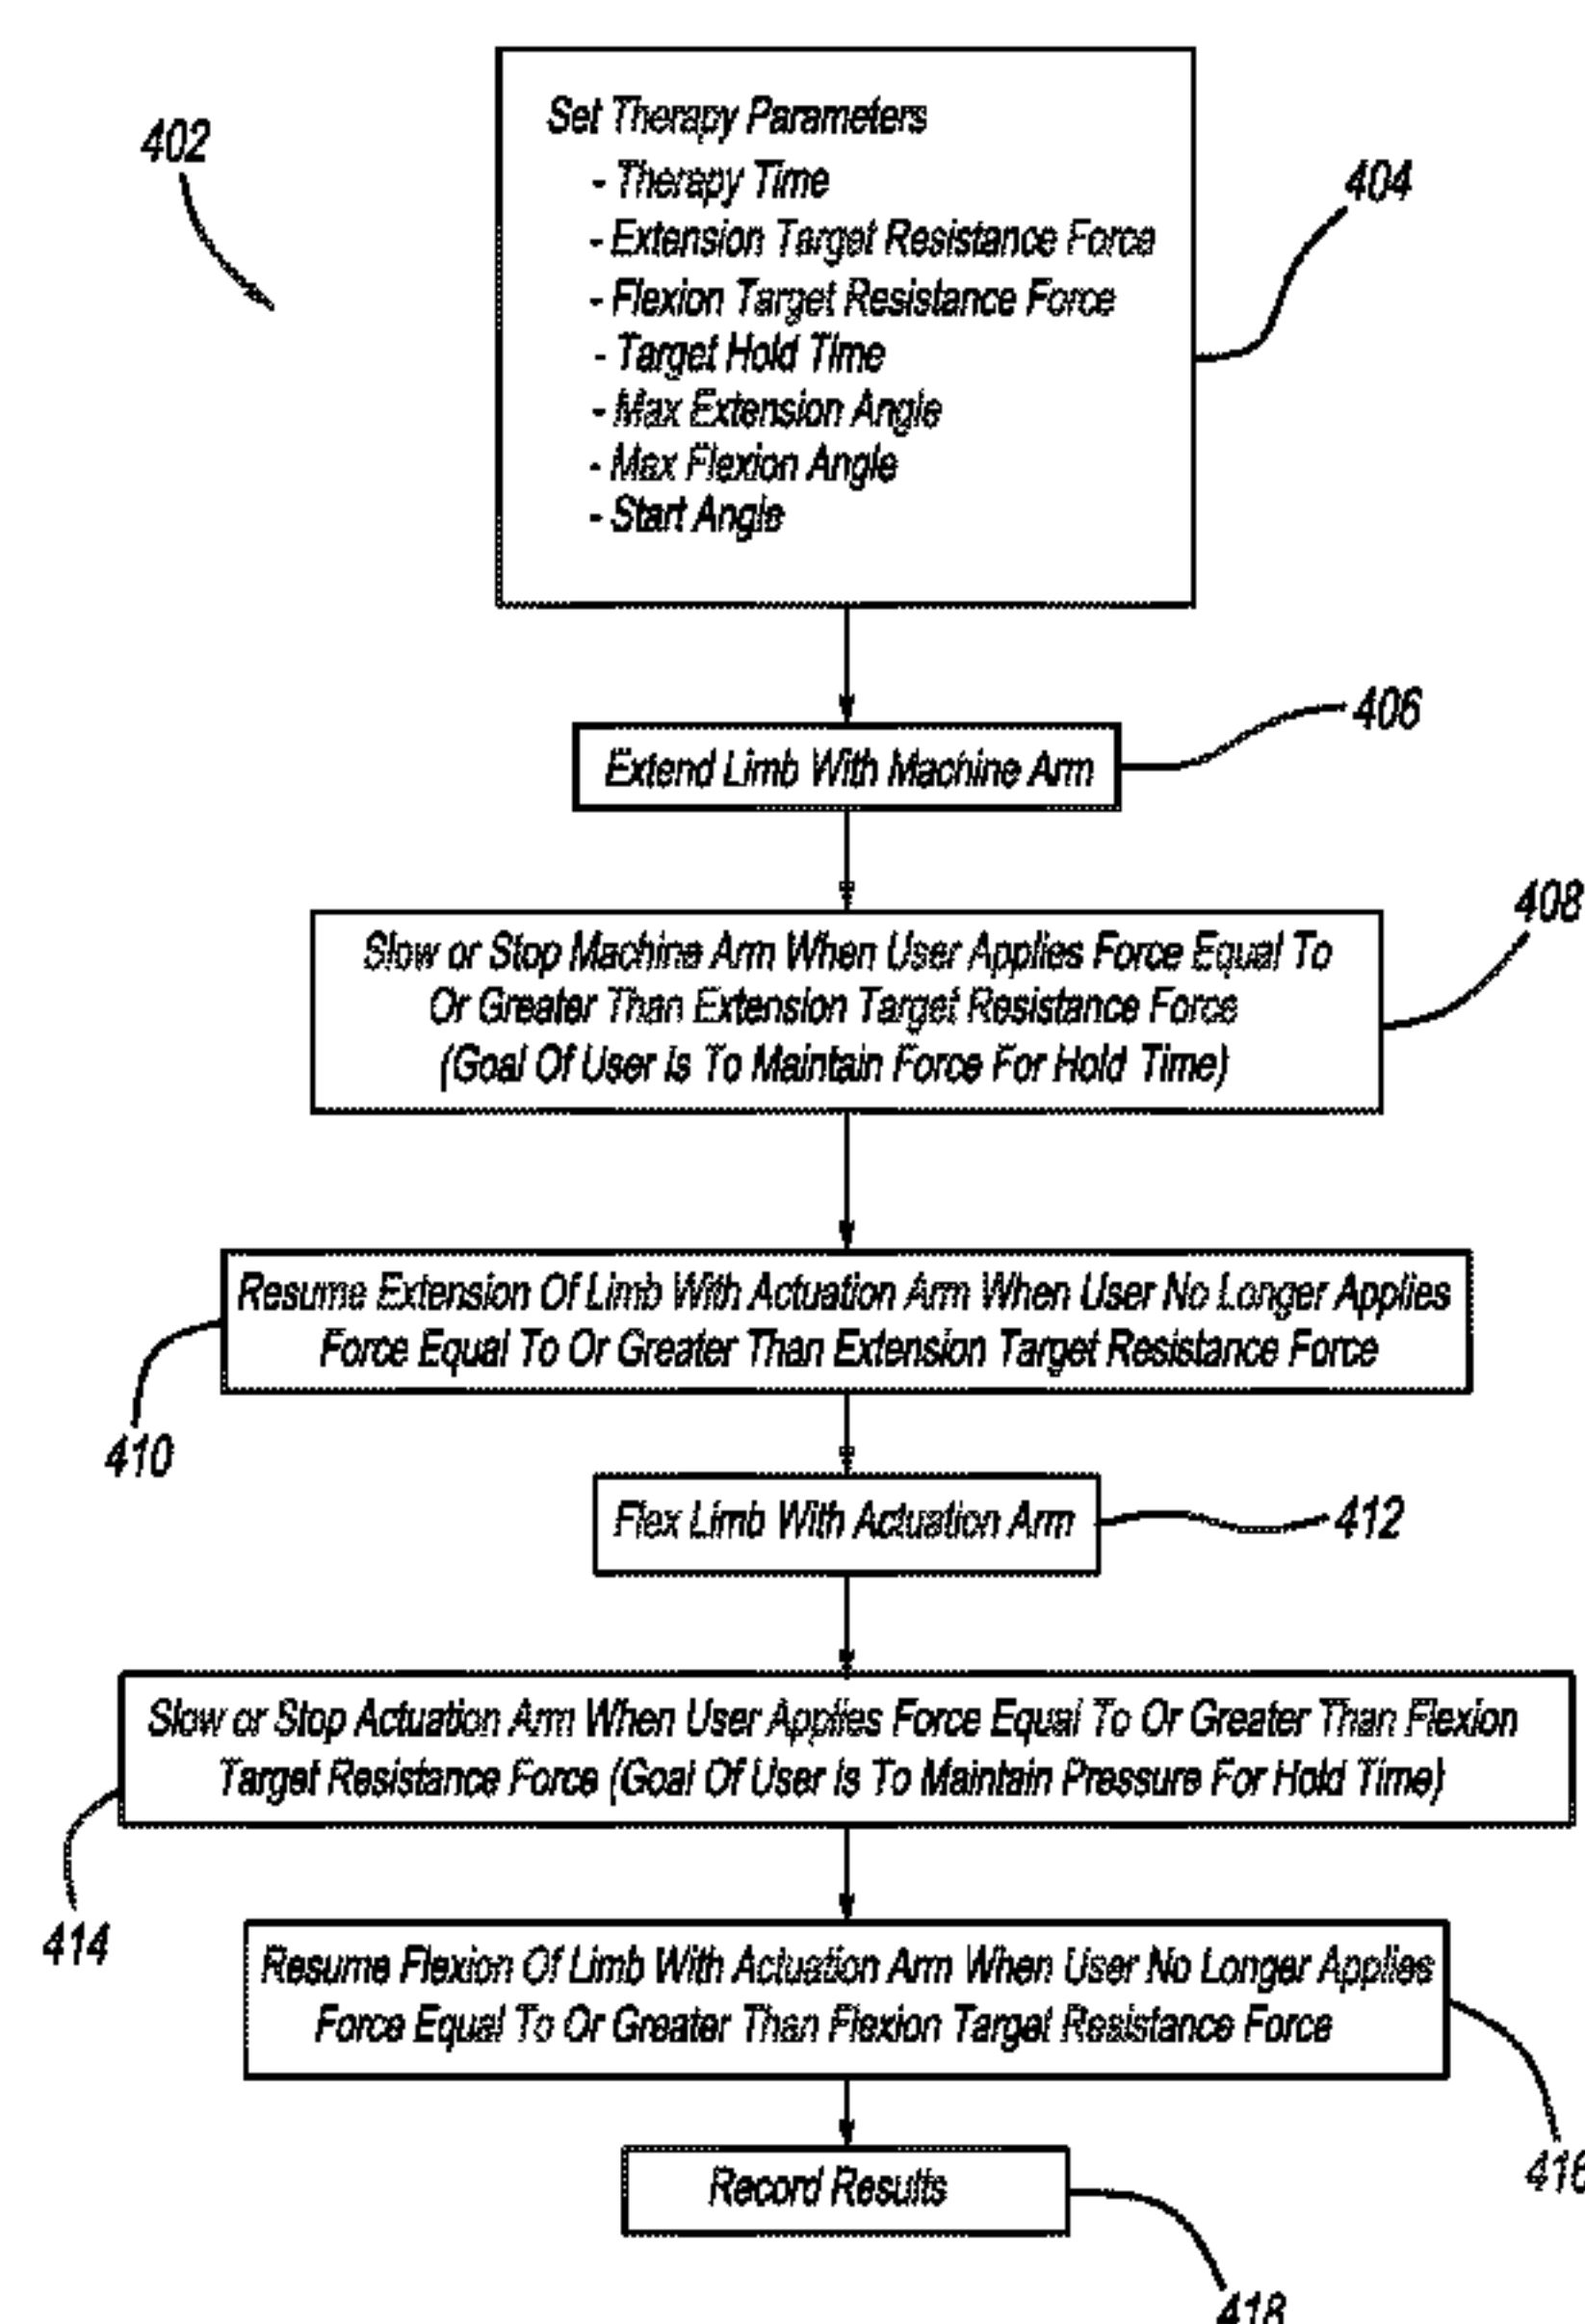 402
Set Therapy Parameters
- Therapy Time
- Extension Target Resistance Force
- Flexion Target Resistance Force
- Target Hold Time
- Max Extension Angle
- Max Flexion Angle
- Start Angle
404
Extend Limb With Machine Arm
406
Slow or Stop Machine Arm When User Applies Force Equal To
Or Greater Than Extension Target Resistance Force
(Goal Of User Is To Maintain Force For Hold Time)
408
Resume Extension Of Limb With Actuation Arm When User No Longer Applies
Force Equal To Or Greater Than Extension Target Resistance Force
410
Flex Limb With Actuation Arm
412
Slow or Stop Actuation Arm When User Applies Force Equal To Or Greater Than Flexion
Target Resistance Force (Goal Of User Is To Maintain Pressure For Hold Time)
414
Resume Flexion Of Limb With Actuation Arm When User No Longer Applies
Force Equal To Or Greater Than Flexion Target Resistance Force
416
Record Results
418